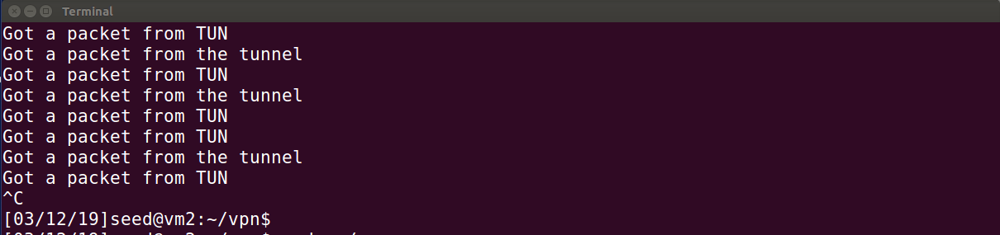 Terminal
Got a packet from TUN
Got a packet from the tunnel
Got a packet from TUN
Got a packet from the tunnel
Got a packet from TUN
Got a packet from TUN
Got a packet from the tunnel
Got a packet from TUN
^C
[03/12/19]seed@vm2:~/vpn$